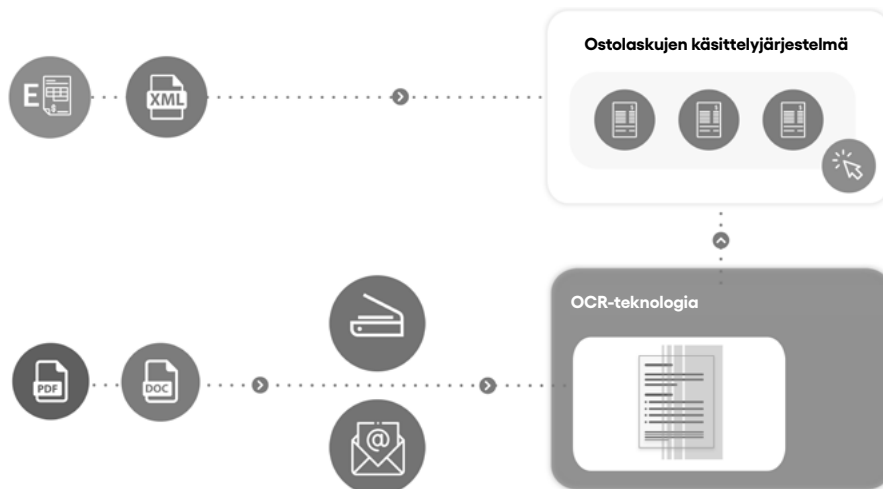 Ostolaskujen käsittelyjärjestelmä
E
XML
OCR-teknologia
PDF
DOC
@